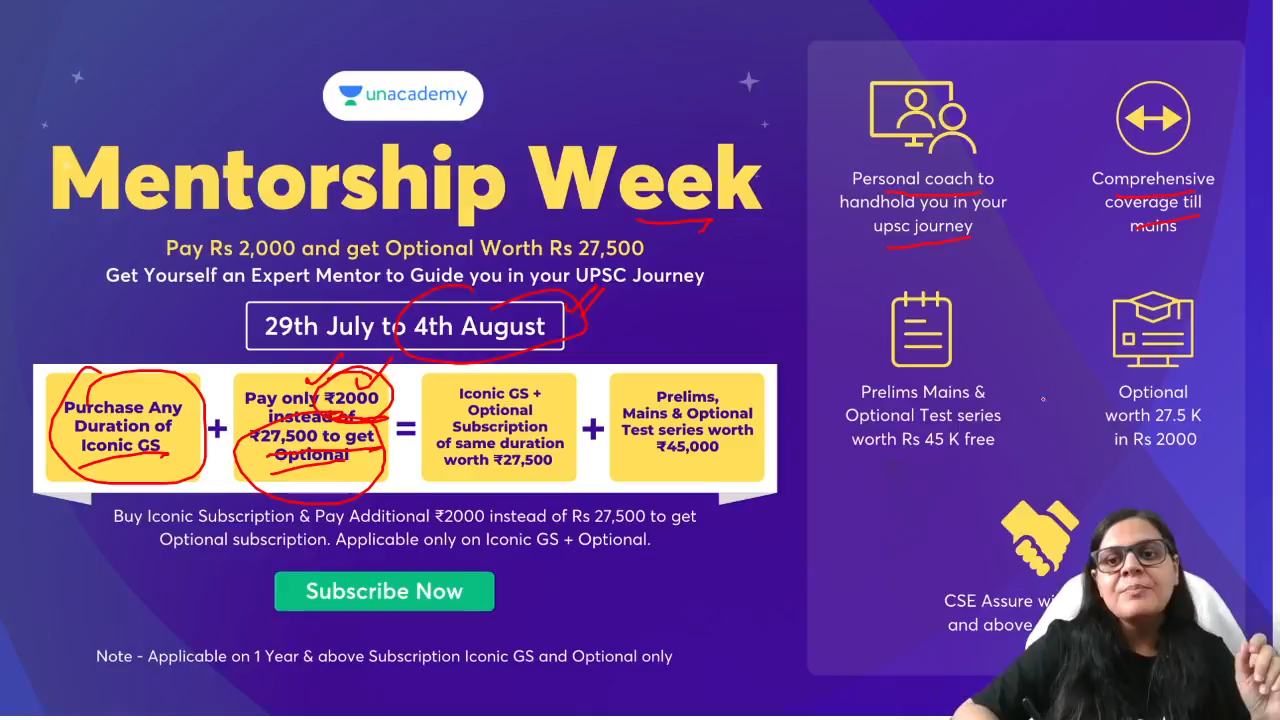 unacademy
Mentorship Week
Pay Rs 2,000 and get Optional Worth Rs 27,500
Get Yourself an Expert Mentor to Guide you in your UPSC Journey
29th July to 4th August
Purchase Any
Duration of
Iconic GS
+
Pay only ₹2000
instead of
₹27,500 to get
Optional
=
Iconic GS +
Optional
Subscription
of same duration
worth ₹27,500
+
Prelims,
Mains & Optional
Test series worth
₹45,000
Buy Iconic Subscription & Pay Additional ₹2000 instead of Rs 27,500 to get
Optional subscription. Applicable only on Iconic GS + Optional.
Subscribe Now
Note - Applicable on 1 Year & above Subscription Iconic GS and Optional only
Personal coach to
handhold you in your
upsc journey
Comprehensive
coverage till
mains
Prelims Mains &
Optional Test series
worth Rs 45 K free
Optional
worth 27.5 K
in Rs 2000
CSE Assure
and above